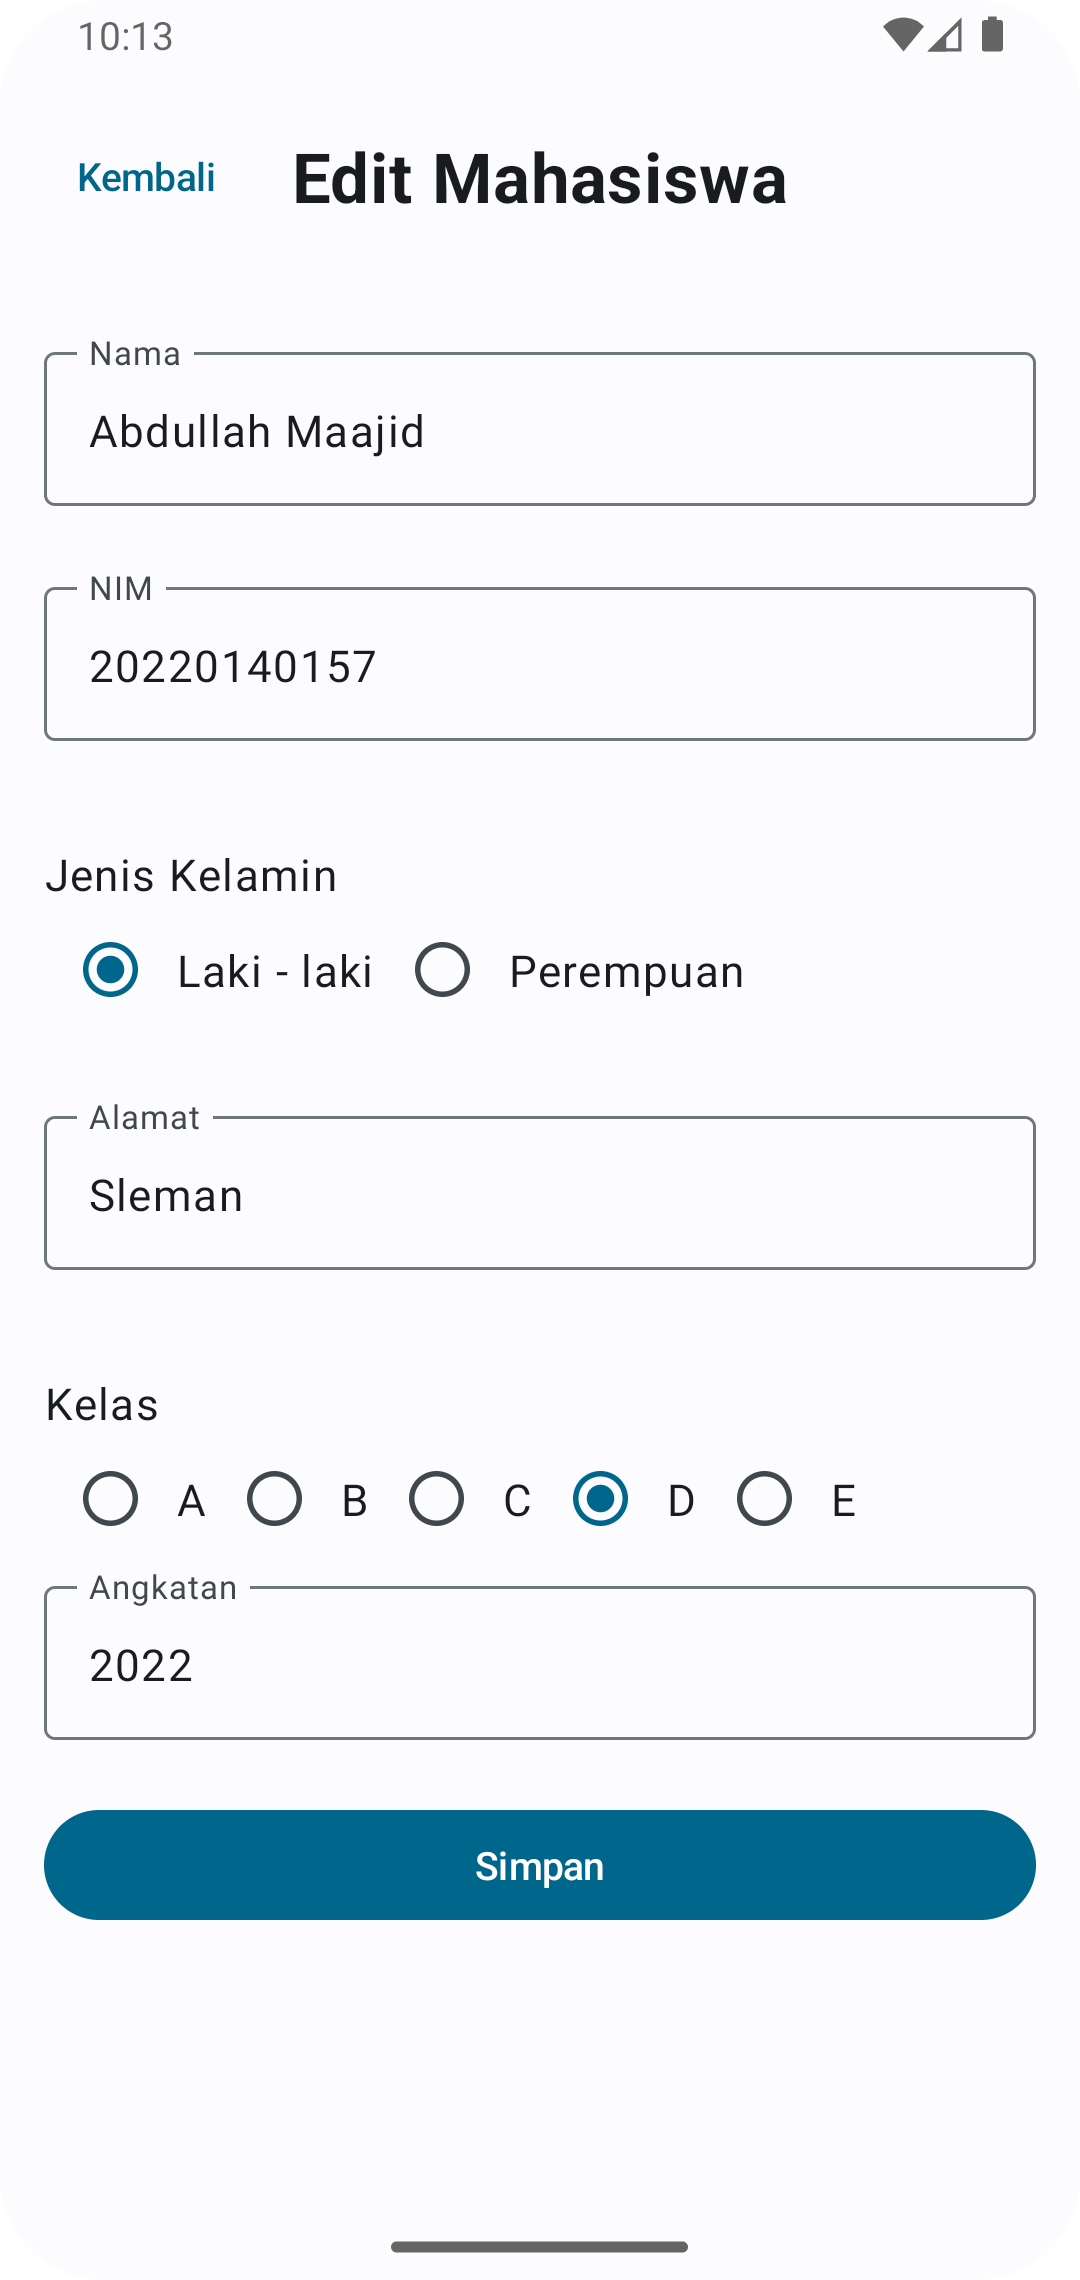 10:13
Kembali Edit Mahasiswa
Nama
Abdullah Maajid
NIM
20220140157
Jenis Kelamin
Laki - laki Perempuan
Alamat
Sleman
Kelas
A B C D E
Angkatan
2022
Simpan